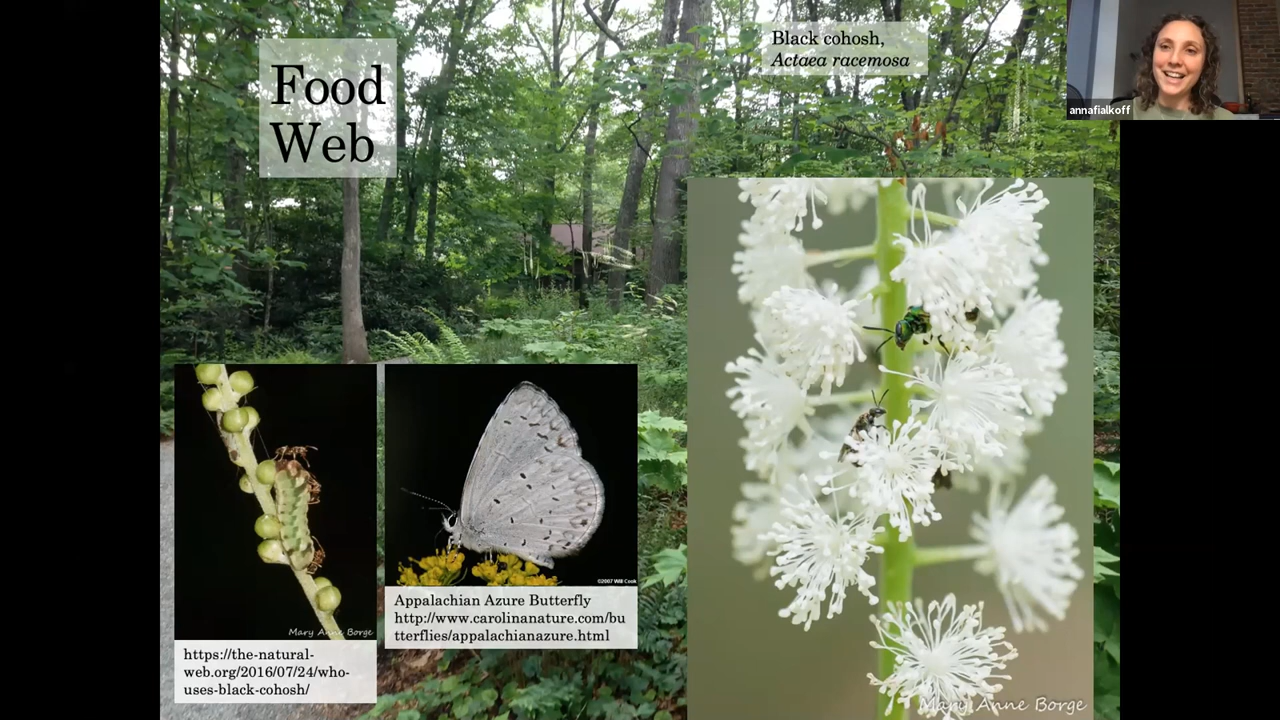 Food
Web
Black cohosh,
Actaea racemosa
annafialkoff
Mary Anne Borge
https://the-natural-
web.org/2016/07/24/who-
uses-black-cohosh/
©2007 Will Cook
Appalachian Azure Butterfly
http://www.carolinanature.com/bu
tterflies/appalachianazure.html
Mary Anne Borge